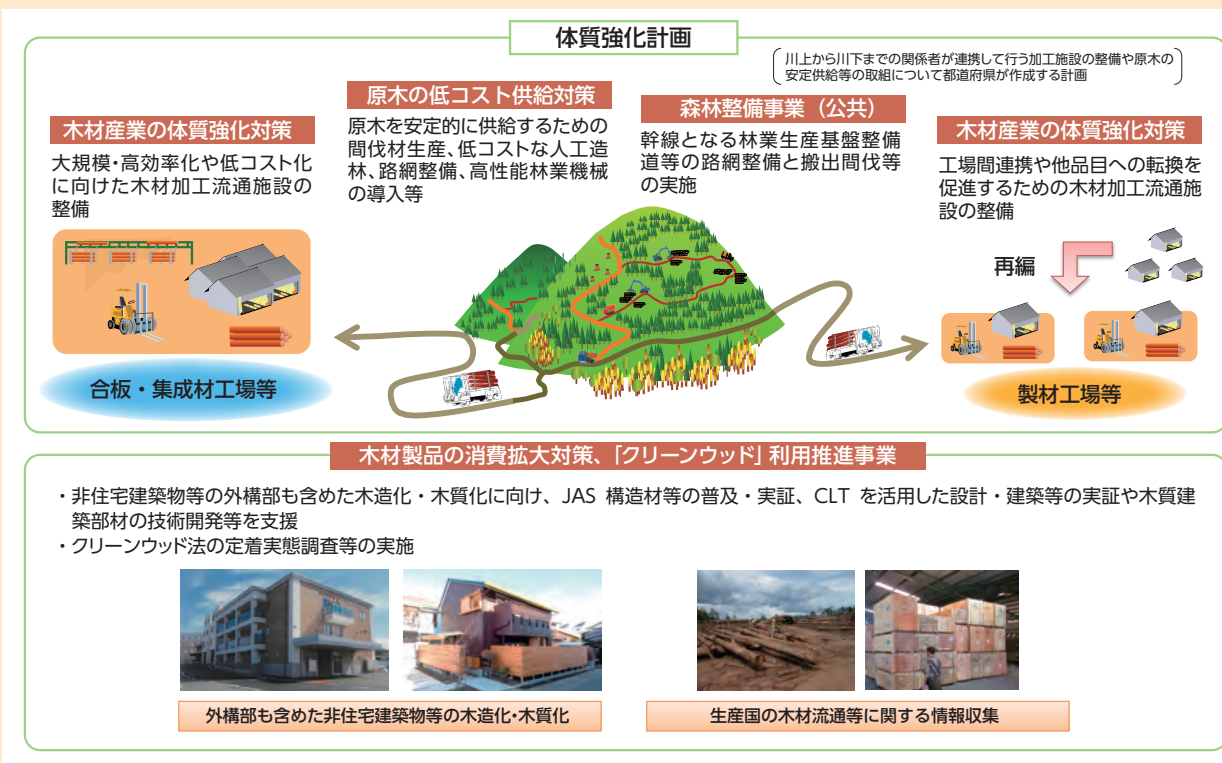 体質強化計画
川上から川下までの関係者が連携して行う加工施設の整備や原木の
安定供給等の取組について都道府県が作成する計画
木材産業の体質強化対策
大規模・高効率化や低コスト化
に向けた木材加工流通施設の
整備
原木の低コスト供給対策
原木を安定的に供給するための
間伐材生産、低コストな人工造
林、路網整備、高性能林業機械
の導入等
森林整備事業（公共）
幹線となる林業生産基盤整備
道等の路網整備と搬出間伐等
の実施
木材産業の体質強化対策
工場間連携や他品目への転換を
促進するための木材加工流通施
設の整備
再編
合板・集成材工場等
製材工場等
木材製品の消費拡大対策、「クリーンウッド」利用推進事業
・非住宅建築物等の外構部も含めた木造化・木質化に向け、JAS 構造材等の普及・実証、CLT を活用した設計・建築等の実証や木質建
築部材の技術開発等を支援
・クリーンウッド法の定着実態調査等の実施
外構部も含めた非住宅建築物等の木造化・木質化
生産国の木材流通等に関する情報収集